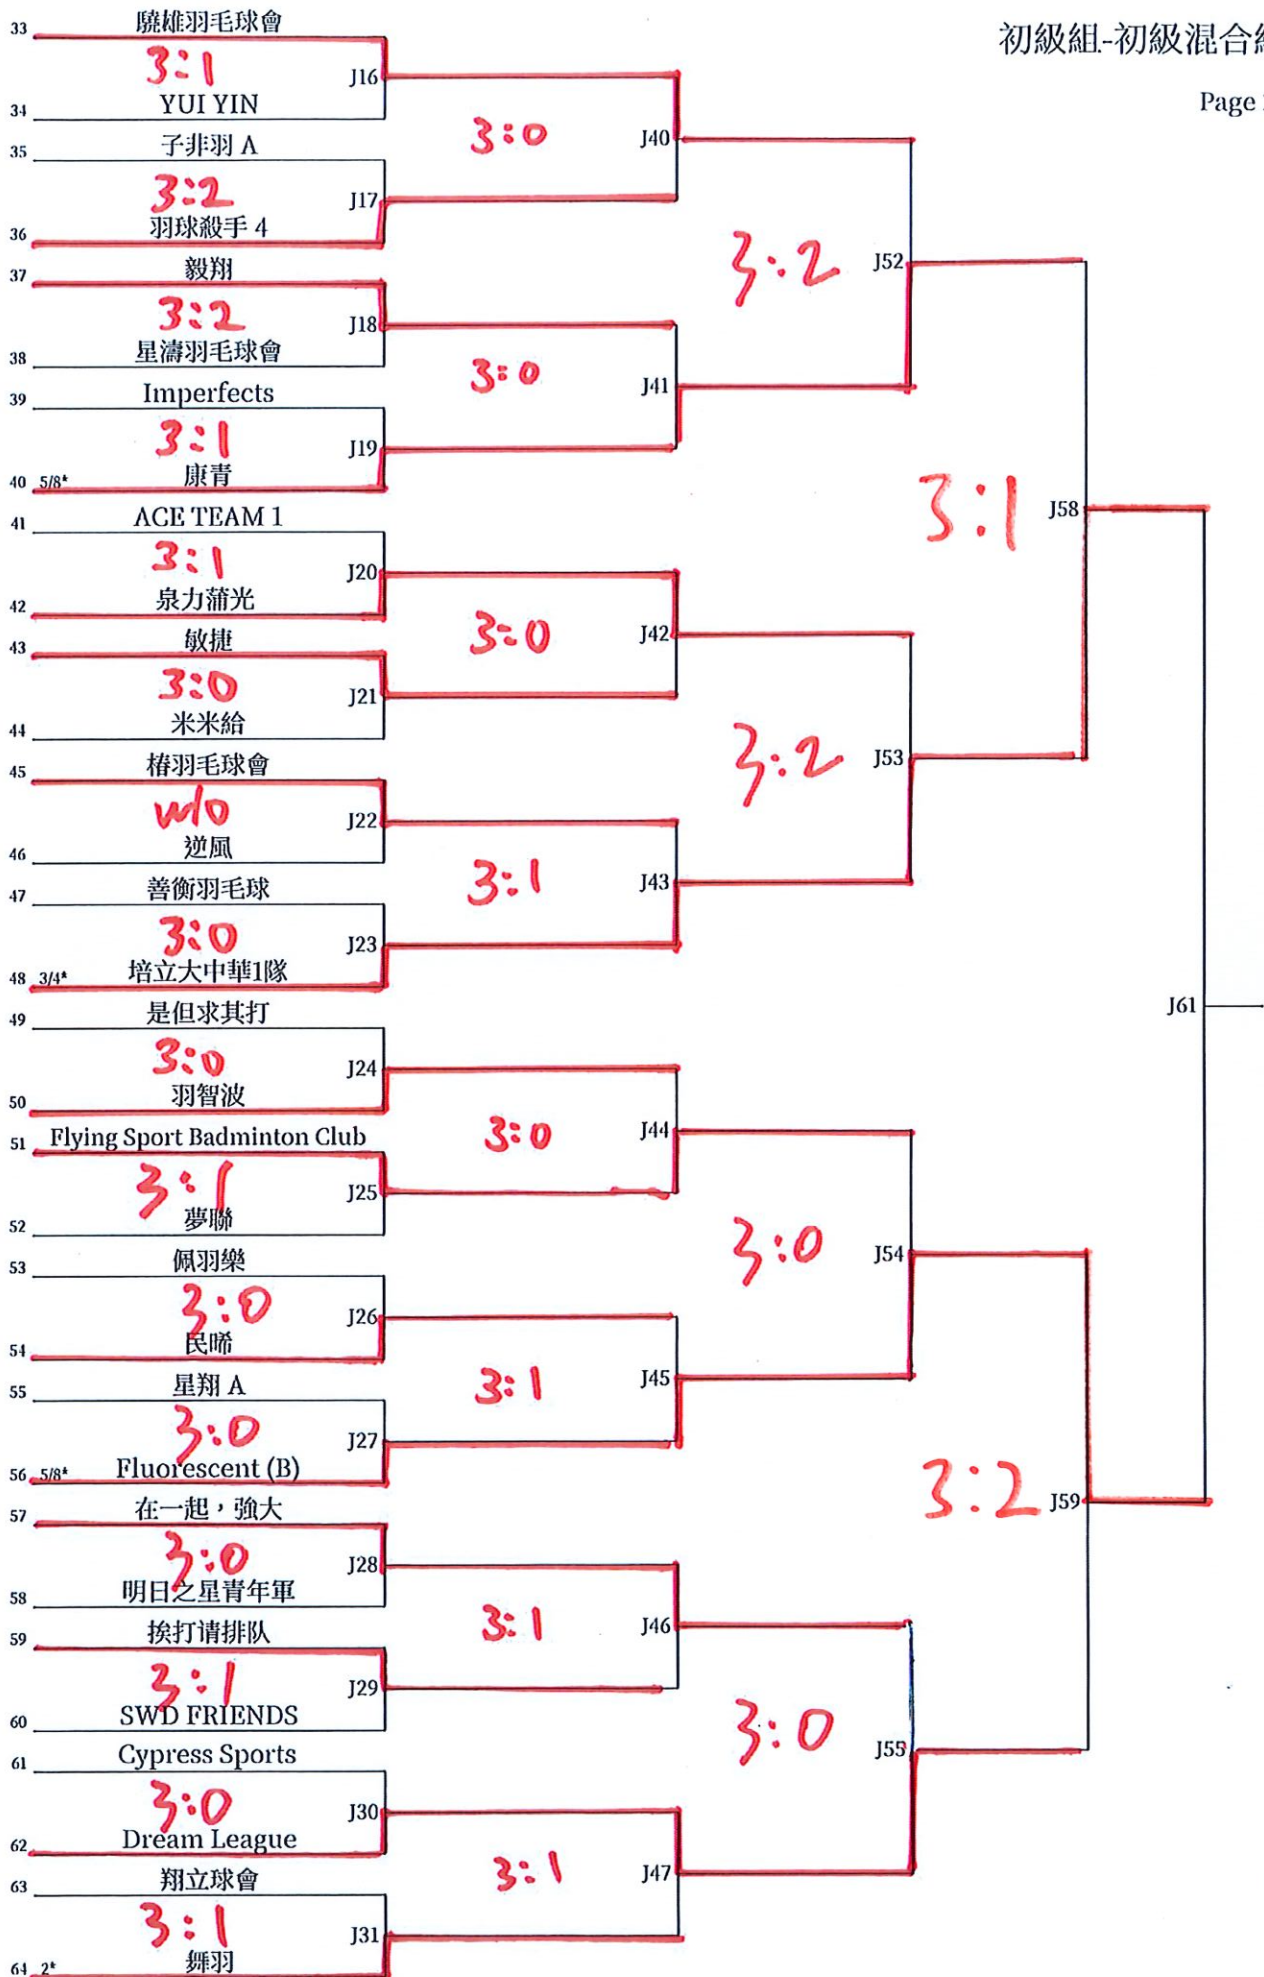 初級組-初級混合
Page
33 驍雄羽毛球會
3:1
J16
34 YUI YIN
3:0
J40
35 子非羽 A
3:2
J17
36 羽球殺手 4
3:2
J52
37 毅翔
3:2
J18
38 星濤羽毛球會
3:0
J41
39 Imperfects
3:1
J19
40 5/8* 康青
3:1
J58
41 ACE TEAM 1
3:1
J20
42 泉力蒲光
3:0
J42
43 敏捷
3:0
J21
44 米米給
3:2
J53
45 椿羽毛球會
w/o
J22
46 逆風
3:1
J43
47 善衡羽毛球
3:0
J23
48 3/4* 培立大中華1隊
J61
49 是但求其打
3:0
J24
50 羽智波
3:0
J44
51 Flying Sport Badminton Club
3:1
J25
52 夢聯
3:0
J54
53 佩羽樂
3:0
J26
54 民唏
3:1
J45
55 星翔 A
3:0
J27
56 5/8* Fluorescent (B)
3:2
J59
57 在一起，強大
3:0
J28
58 明日之星青年軍
3:1
J46
59 挨打请排队
3:1
J29
60 SWD FRIENDS
3:0
J55
61 Cypress Sports
3:0
J30
62 Dream League
3:1
J47
63 翔立球會
3:1
J31
64 2* 舞羽